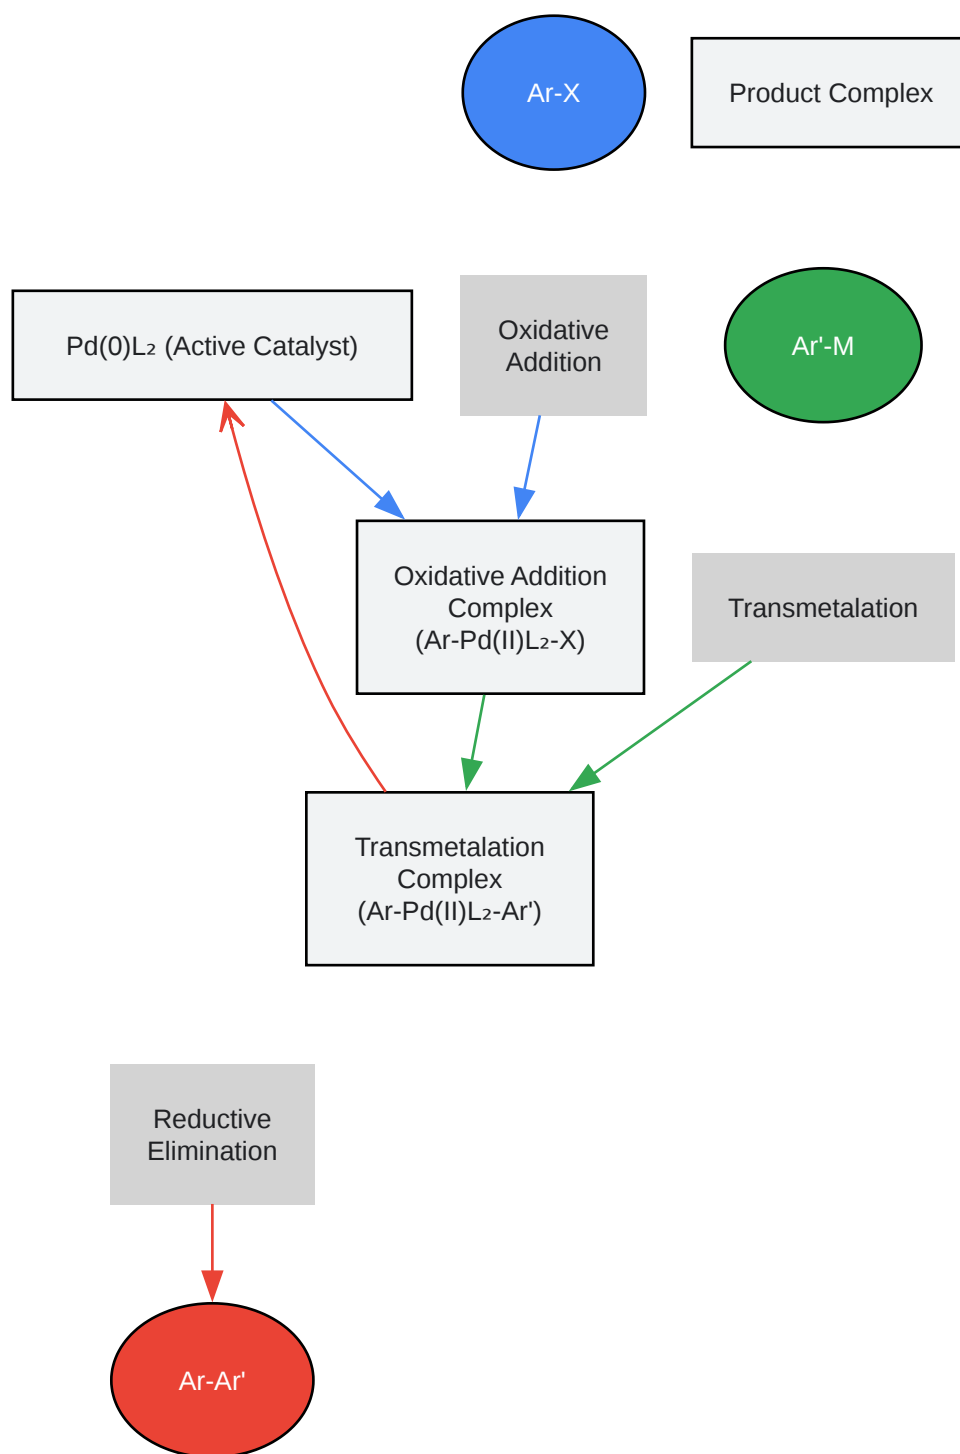 Ar-X
Product Complex
Pd(0)L₂ (Active Catalyst)
Oxidative
Addition
Ar'-M
Oxidative Addition
Complex
(Ar-Pd(II)L₂-X)
Transmetalation
Transmetalation
Complex
(Ar-Pd(II)L₂-Ar')
Reductive
Elimination
Ar-Ar'